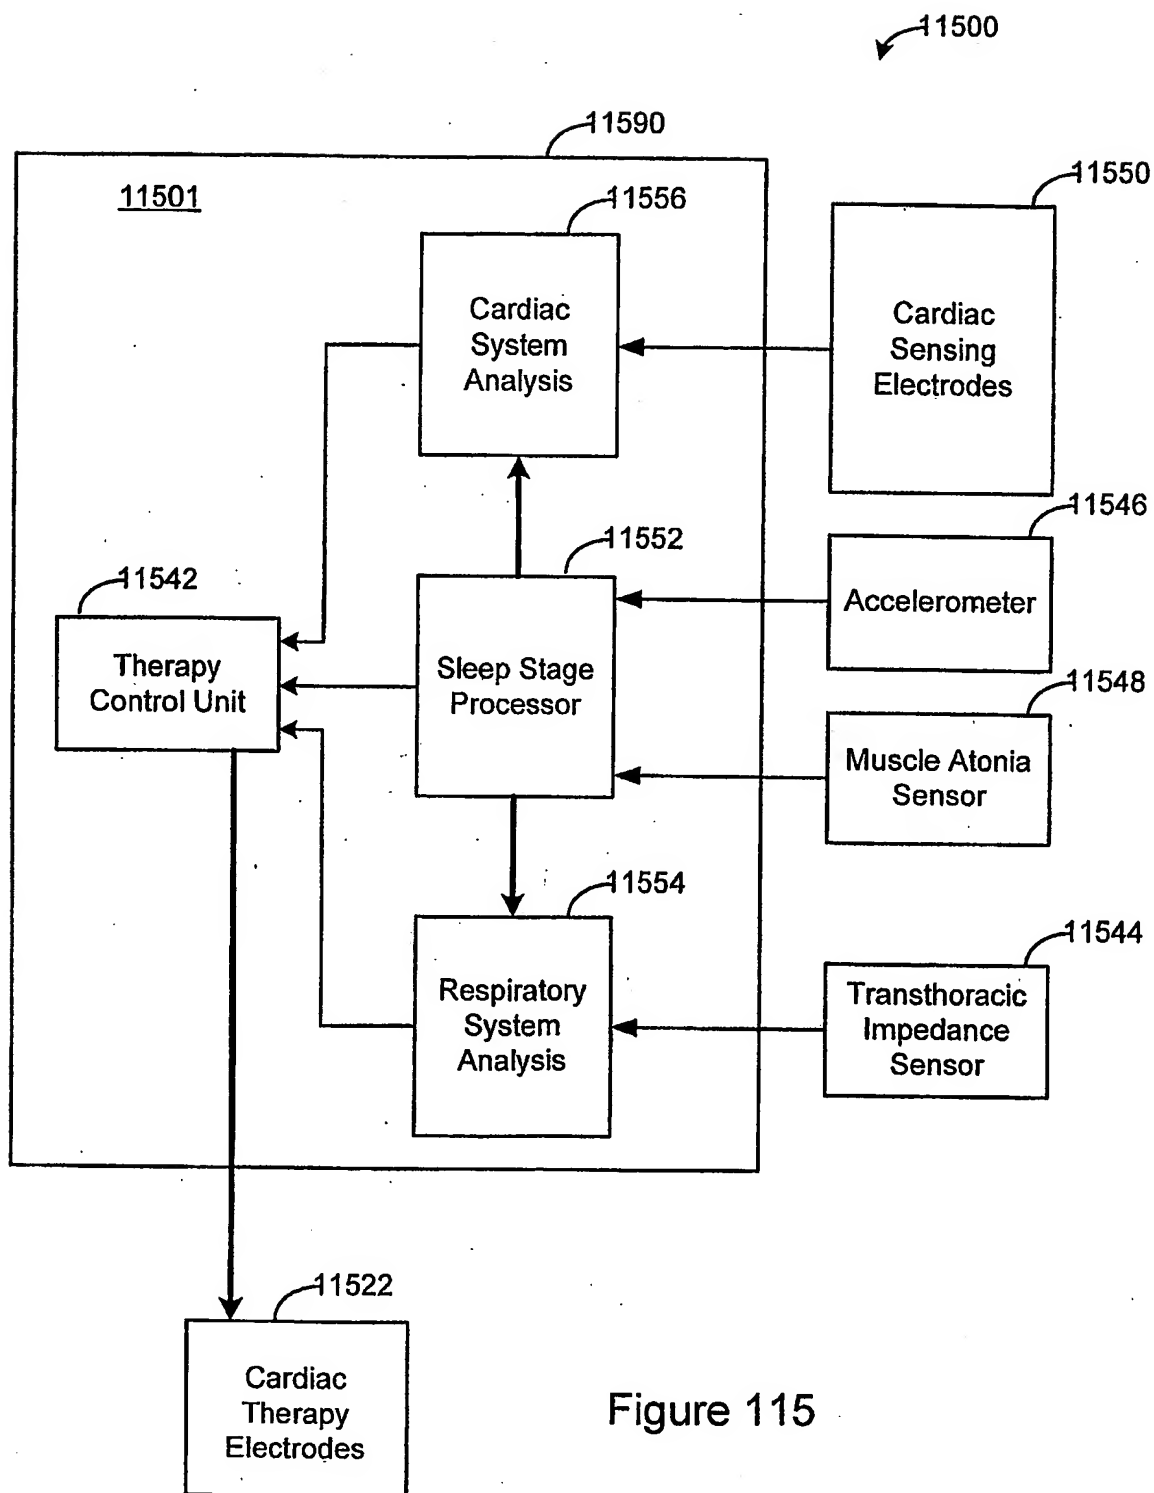 11500
11590
11501
11556
11550
Cardiac
System
Analysis
Cardiac
Sensing
Electrodes
11546
11552
Accelerometer
11542
Therapy
Control Unit
Sleep Stage
Processor
11548
Muscle Atonia
Sensor
11554
11544
Respiratory
System
Analysis
Transthoracic
Impedance
Sensor
11522
Cardiac
Therapy
Electrodes
Figure 115